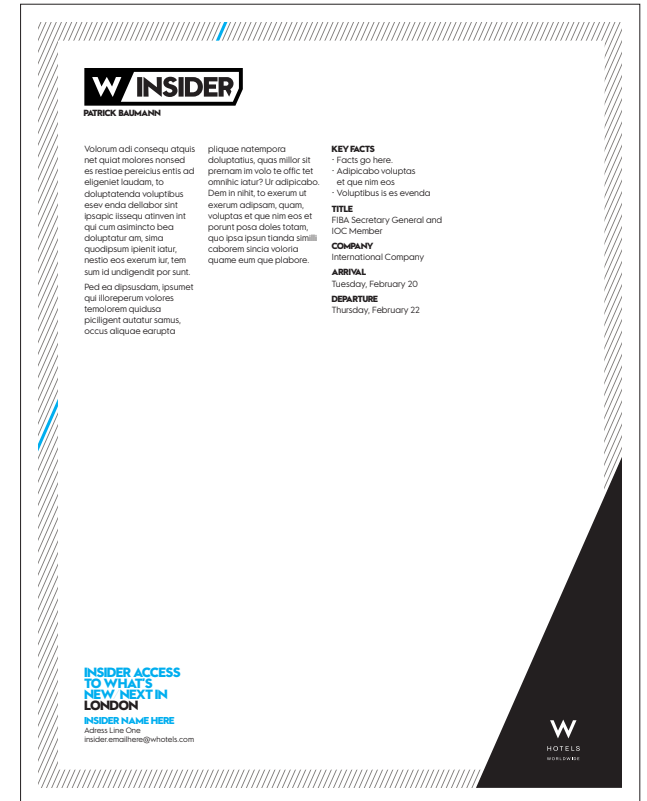 W INSIDER
PATRICK BAUMANN
Volorum adi consequ atquis
net quiat molores nonsed
es restiae pereicius entis ad
eligeniet laudam, to
doluptatenda voluptibus
esev enda dellabor sint
ipsapic iissequ atinven int
qui cum asimincto bea
doluptatur am, sima
quodipsum ipienit iatur,
nestio eos exerum iur, tem
sum id undigendit por sunt.
Ped ea dipsusdam, ipsumet
qui illoreperum volores
temolorem quidusa
piciligent autatur samus,
occus aliquae earupta
pliquae natempora
doluptatius, quas millor sit
prernam im volo te offic tet
omnihic iatur? Ur adipicabo.
Dem in nihit, to exerum ut
exerum adipsam, quam,
voluptas et que nim eos et
porunt posa doles totam,
quo ipsa ipsun tianda similli
caborem sincia voloria
quame eum que plabore.
KEY FACTS
- Facts go here.
- Adipicabo voluptas
et que nim eos
- Voluptibus is es evenda
TITLE
FIBA Secretary General and
IOC Member
COMPANY
International Company
ARRIVAL
Tuesday, February 20
DEPARTURE
Thursday, February 22
INSIDER ACCESS
TO WHAT'S
NEW NEXT IN
LONDON
INSIDER NAME HERE
Adress Line One
insider.emailhere@whotels.com
W
HOTELS
WORLDWIDE